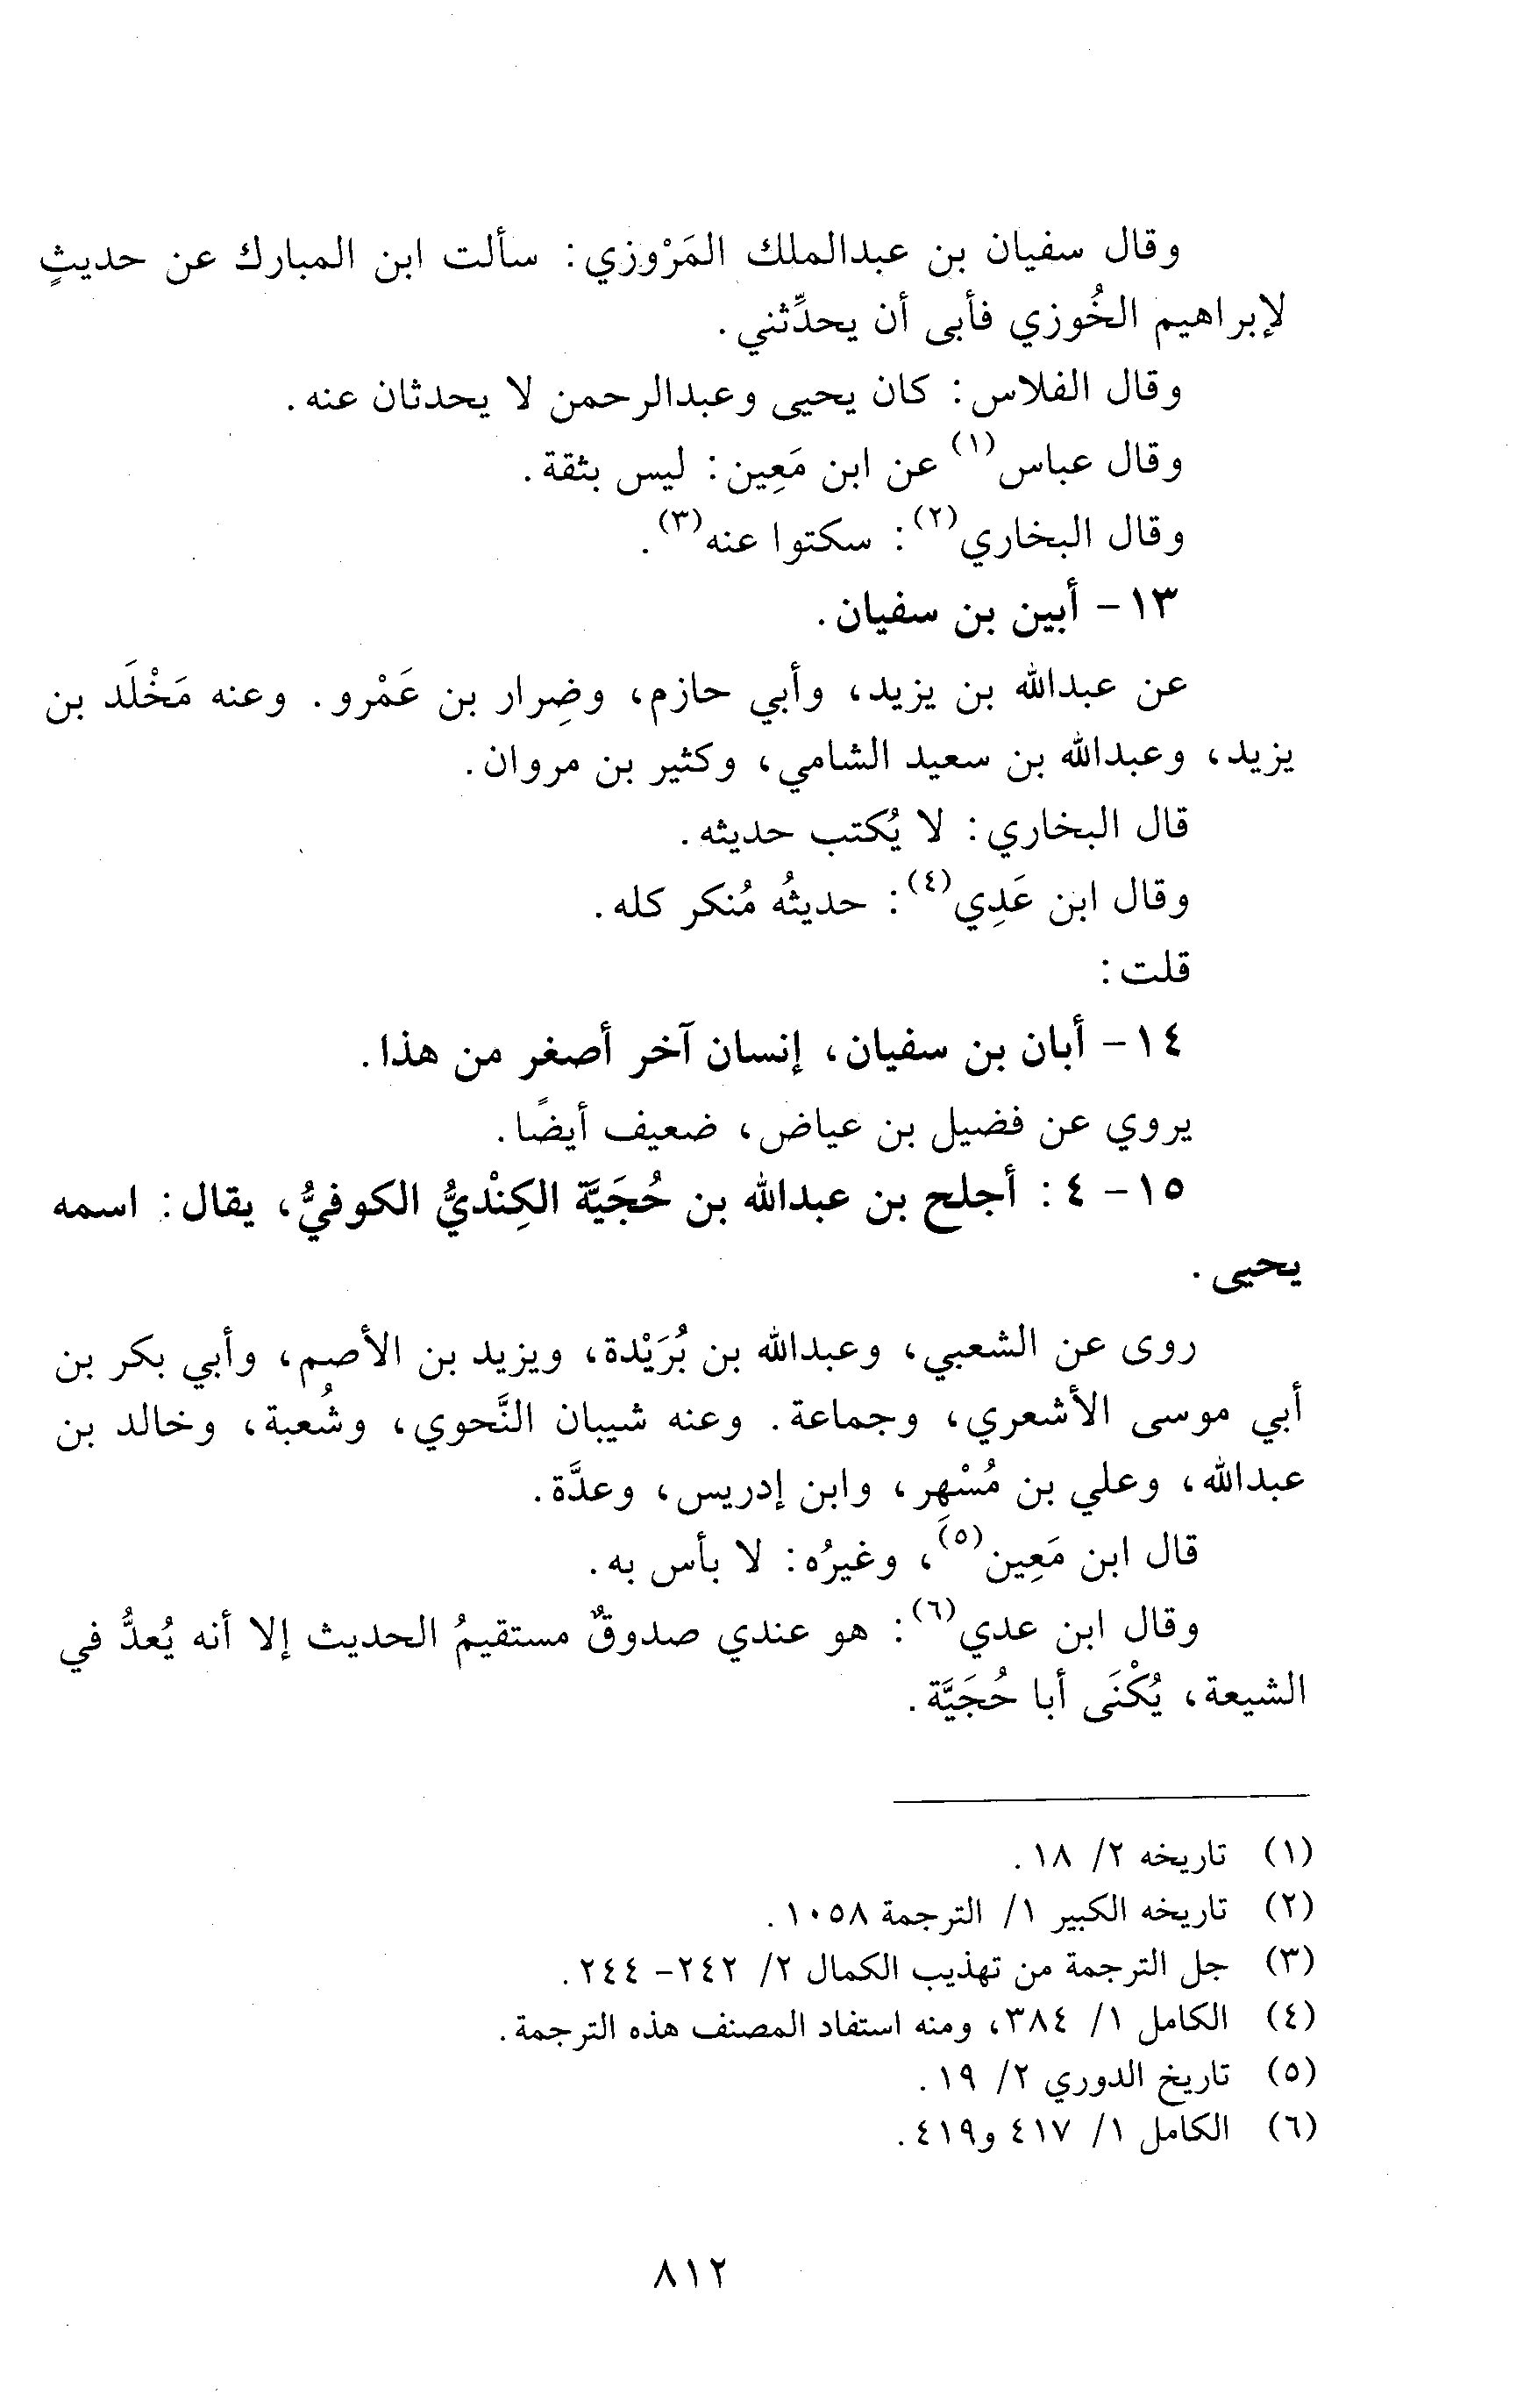 وقال سفيان بن عبدالملك المَرْوزي: سألت ابن المبارك عن حديثٍ
لإبراهيم الخُوزي فأبى أن يحدِّثني.
وقال الفلاس: كان يحيى وعبدالرحمن لا يحدثان عنه.
وقال عباس(١) عن ابن مَعِين: ليس بثقة.
وقال البخاري(٢): سكتوا عنه(٣).
١٣- أبين بن سفيان.
عن عبدالله بن يزيد، وأبي حازم، وضِرار بن عَمْرو. وعنه مَخْلَد بن
يزيد، وعبدالله بن سعيد الشامي، وكثير بن مروان.
قال البخاري: لا يُكتب حديثه.
وقال ابن عَدِي(٤): حديثُه مُنكر كله.
قلت:
١٤- أبان بن سفيان، إنسان آخر أصغر من هذا.
يروي عن فضيل بن عياض، ضعيف أيضًا.
١٥- ٤: أجلح بن عبدالله بن حُجَيَّة الكِنْديُّ الكوفيُّ، يقال: اسمه
يحيى.
روى عن الشعبي، وعبدالله بن بُرَيْدة، ويزيد بن الأصم، وأبي بكر بن
أبي موسى الأشعري، وجماعة. وعنه شيبان النَّحوي، وشُعبة، وخالد بن
عبدالله، وعلي بن مُسْهِر، وابن إدريس، وعدَّة.
قال ابن مَعِين(٥)، وغيرُه: لا بأس به.
وقال ابن عدي(٦): هو عندي صدوقٌ مستقيمُ الحديث إلا أنه يُعدُّ في
الشيعة، يُكْنَى أبا حُجَيَّة.
(١) تاريخه ٢/ ١٨.
(٢) تاريخه الكبير ١/ الترجمة ١٠٥٨.
(٣) جل الترجمة من تهذيب الكمال ٢/ ٢٤٢- ٢٤٤.
(٤) الكامل ١/ ٣٨٤، ومنه استفاد المصنف هذه الترجمة.
(٥) تاريخ الدوري ٢/ ١٩.
(٦) الكامل ١/ ٤١٧ و٤١٩.
٨١٢